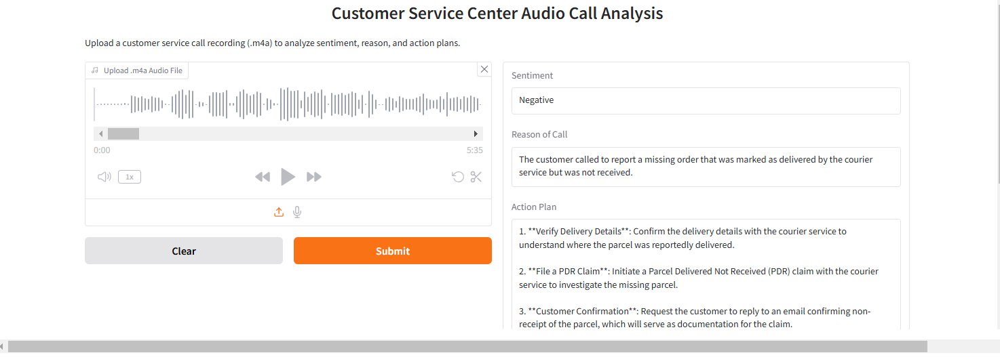 Customer Service Center Audio Call Analysis
Upload a customer service call recording (.m4a) to analyze sentiment, reason, and action plans.
Upload .m4a Audio File
0:00
5:35
1x
Clear
Submit
Sentiment
Negative
Reason of Call
The customer called to report a missing order that was marked as delivered by the courier
service but was not received.
Action Plan
1. **Verify Delivery Details**: Confirm the delivery details with the courier service to
understand where the parcel was reportedly delivered.
2. **File a PDR Claim**: Initiate a Parcel Delivered Not Received (PDR) claim with the courier
service to investigate the missing parcel.
3. **Customer Confirmation**: Request the customer to reply to an email confirming non-
receipt of the parcel, which will serve as documentation for the claim.